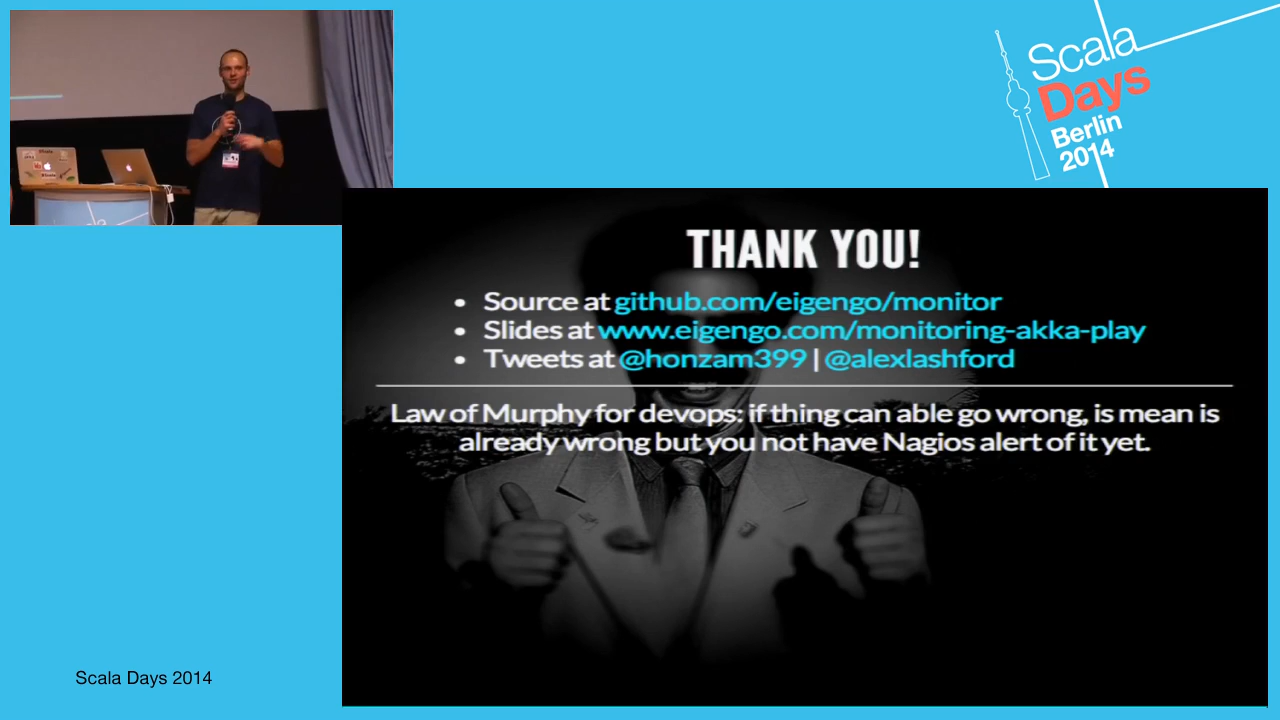 Scala
Days
Berlin
2014
THANK YOU!
• Source at github.com/eigengo/monitor
• Slides at www.eigengo.com/monitoring-akka-play
• Tweets at @honzam399 | @alexlashford
Law of Murphy for devops: if thing can able go wrong, is mean is
already wrong but you not have Nagios alert of it yet.
Scala Days 2014